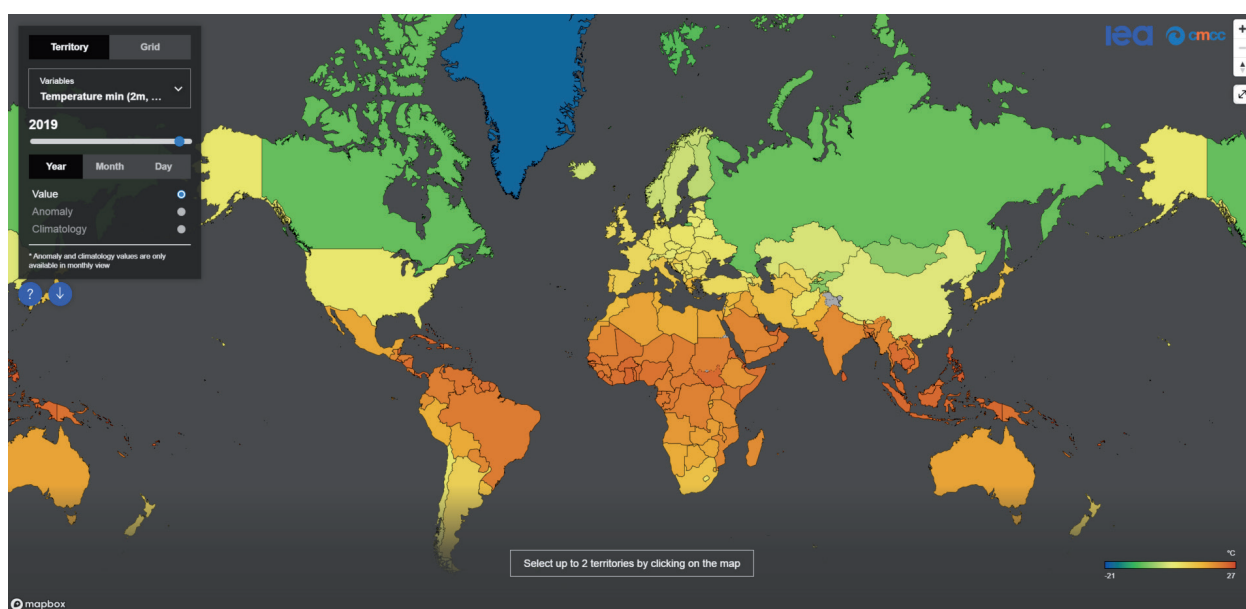 Territory Grid
Variables
Temperature min (2m, ...
2019
Year Month Day
Value
Anomaly
Climatology
* Anomaly and climatology values are only
available in monthly view
?
iea cmcc
Select up to 2 territories by clicking on the map
°C
-21 27
mapbox